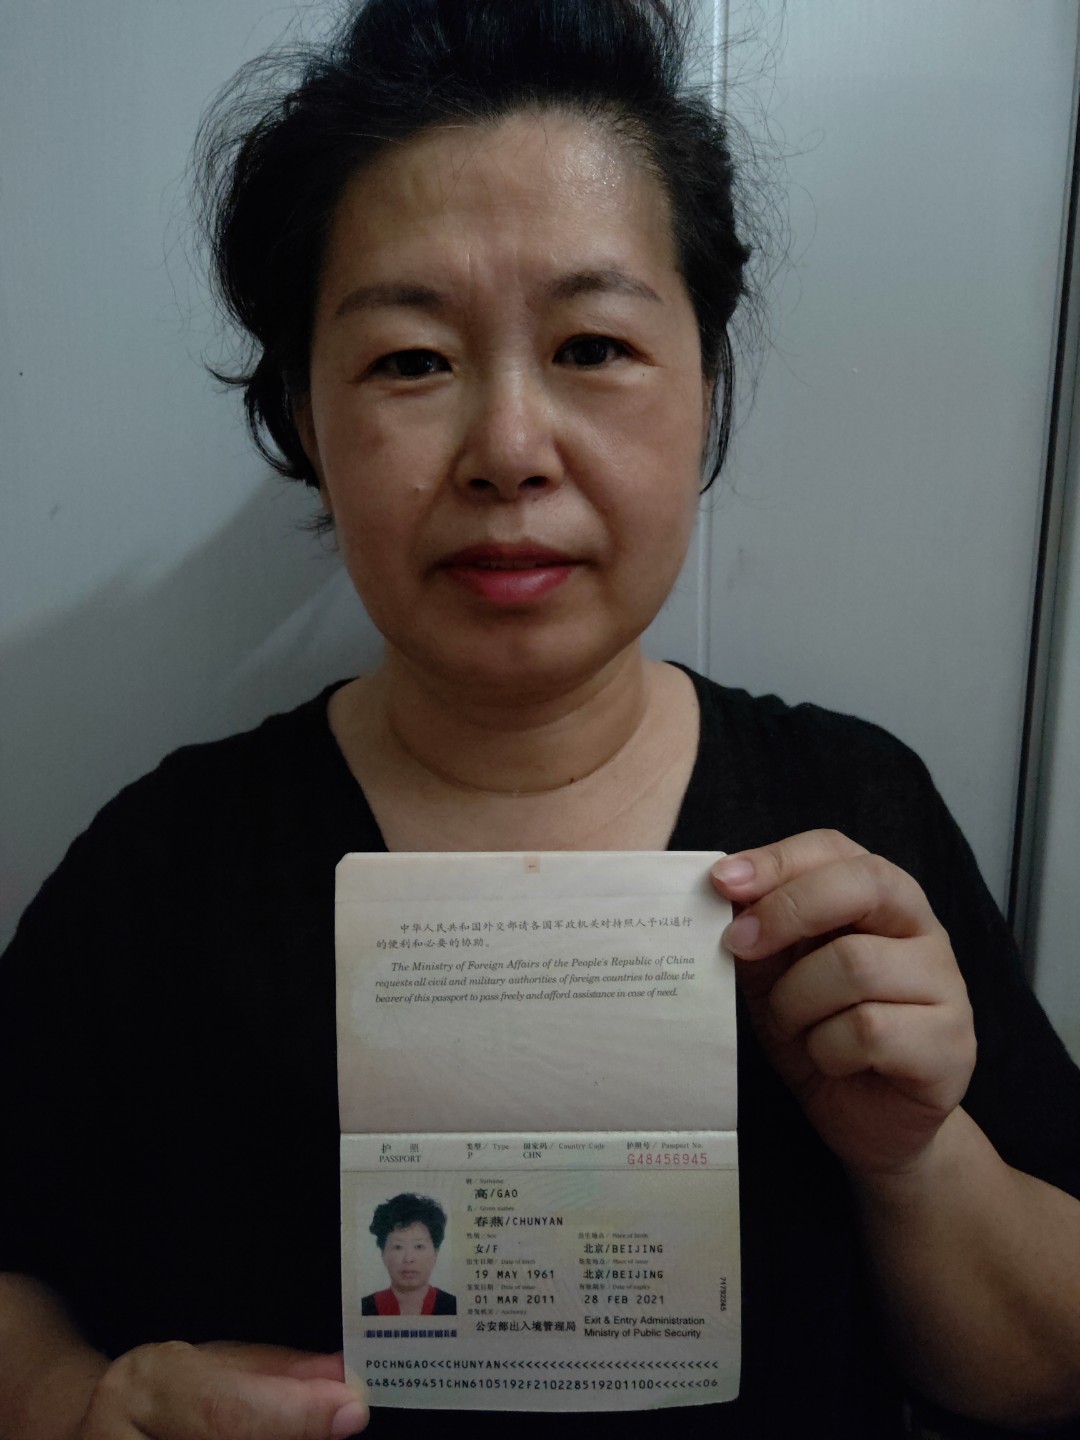 中华人民共和国外交部请各国军政机关对持照人予以通行
的便利和必要的协助。
The Ministry of Foreign Affairs of the People's Republic of China
requests all civil and military authorities of foreign countries to allow the
bearer of this passport to pass freely and afford assistance in case of need.
护 照 类型 / Type 国家码 / Country Code 护照号 / Passport No.
PASSPORT P CHN G48456945
姓 / Surname
高/GAO
名 / Given names
春燕/CHUNYAN
性别 / Sex 出生地点 / Place of birth
女/F 北京/BEIJING
出生日期 / Date of birth 签发地点 / Place of issue
19 MAY 1961 北京/BEIJING
签发日期 / Date of issue 有效期至 / Date of expiry
01 MAR 2011 28 FEB 2021
签发机关 / Authority
公安部出入境管理局 Exit & Entry Administration
Ministry of Public Security
POCHNGAO<<CHUNYAN<<<<<<<<<<<<<<<<<<<<<<<<<<<
G484569451CHN6105192F210228519201100<<<<<<06